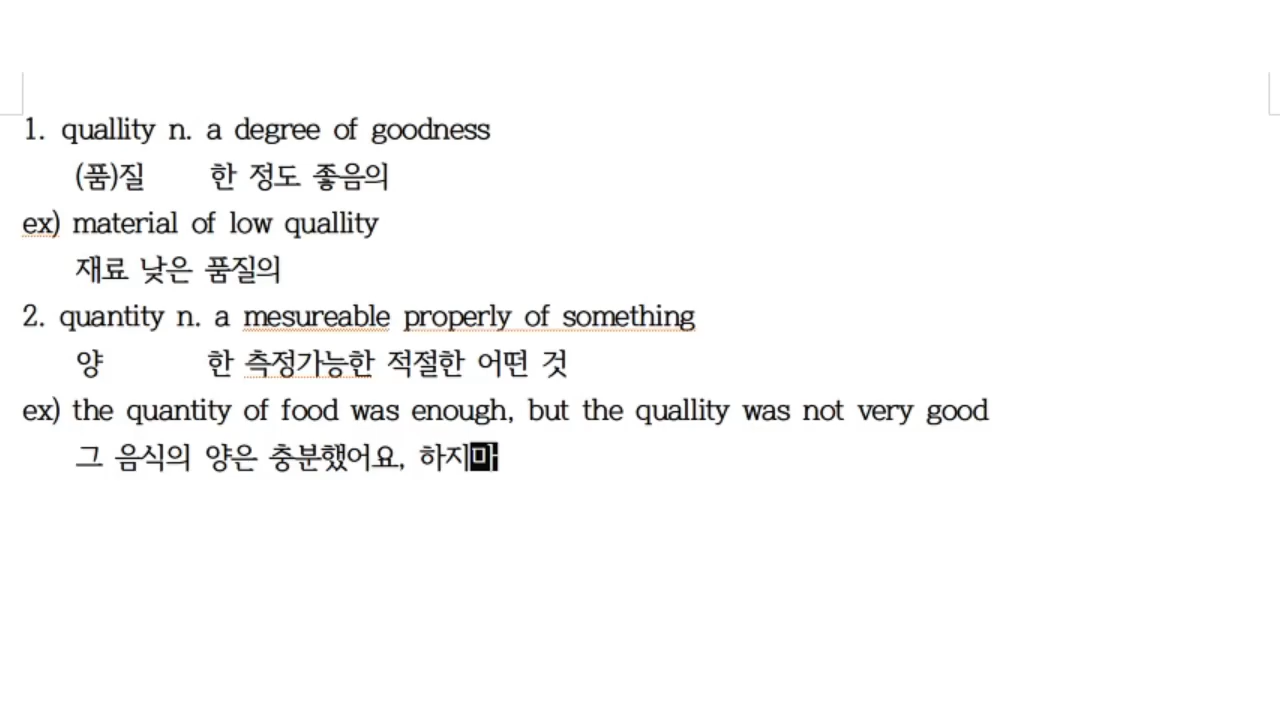 1. quallity n. a degree of goodness
(품)질 한 정도 좋음의
ex) material of low quallity
재료 낮은 품질의
2. quantity n. a mesureable properly of something
양 한 측정가능한 적절한 어떤 것
ex) the quantity of food was enough, but the quallity was not very good
그 음식의 양은 충분했어요, 하지마